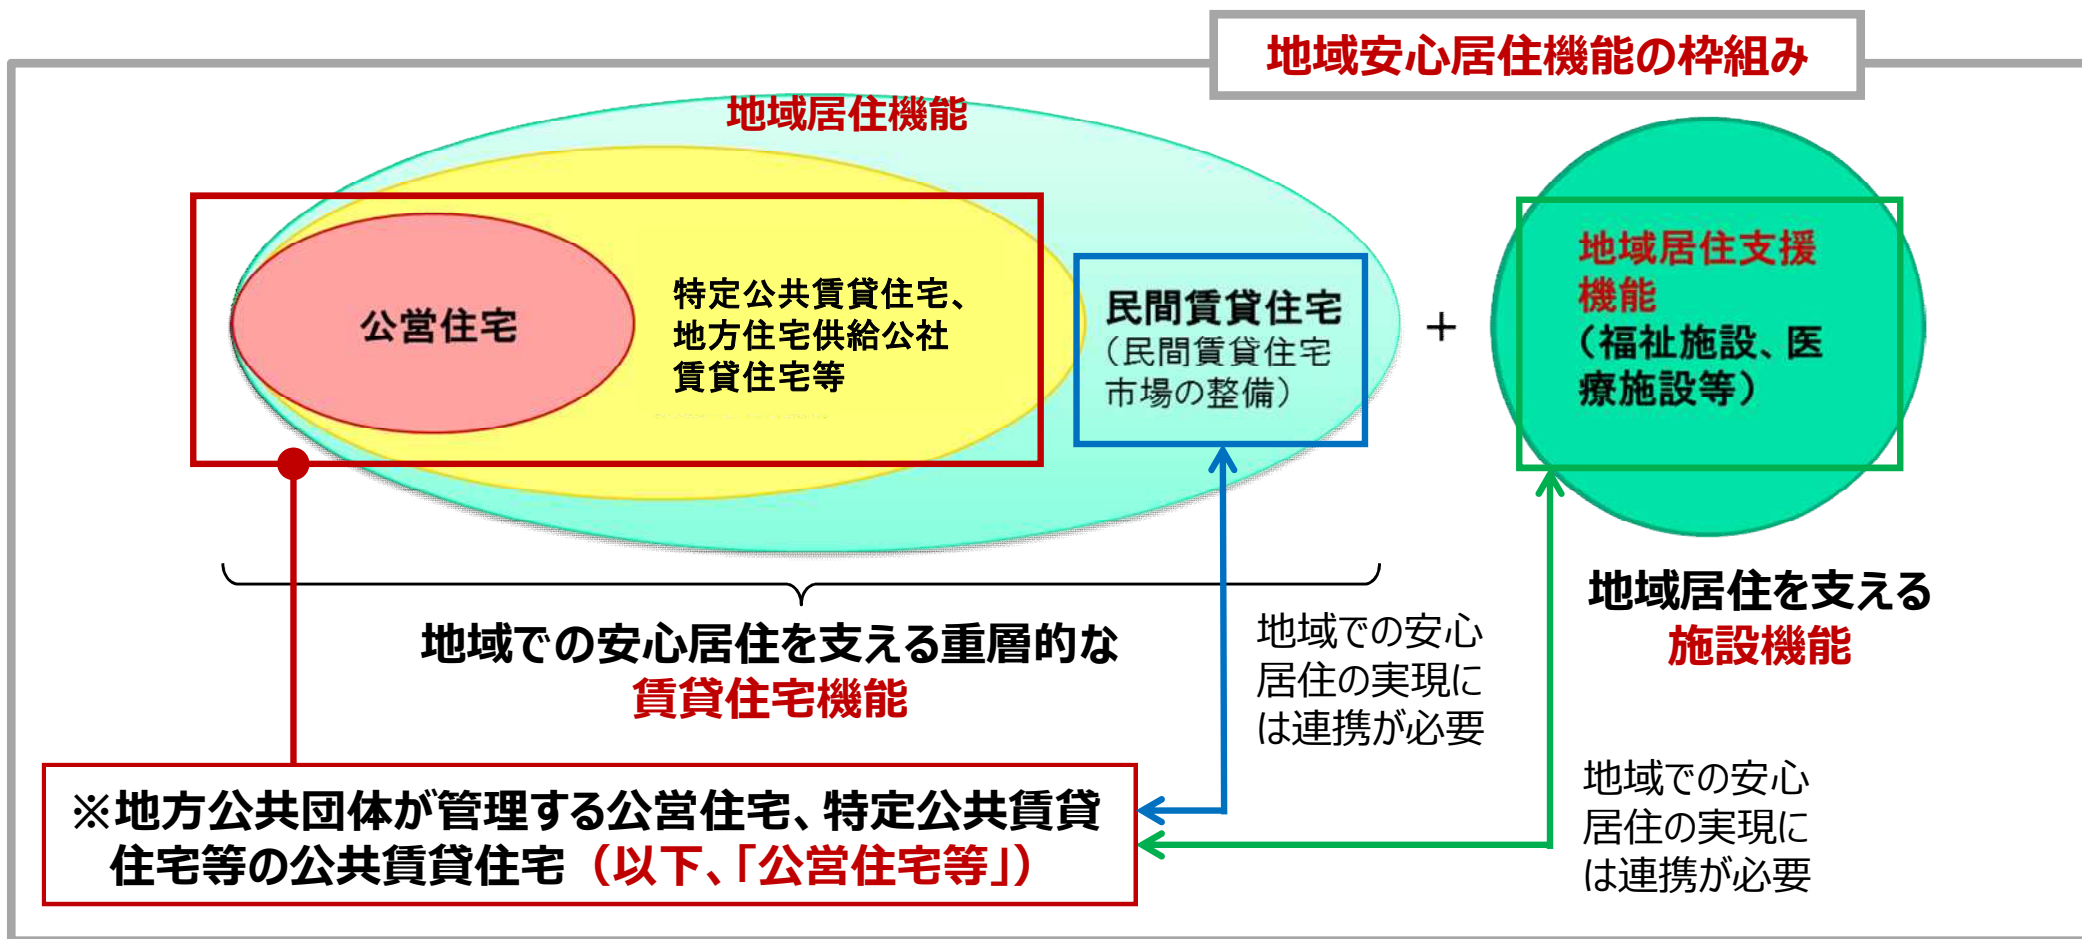 地域安心居住機能の枠組み
地域居住機能
公営住宅
特定公共賃貸住宅、
地方住宅供給公社
賃貸住宅等
民間賃貸住宅
（民間賃貸住宅
市場の整備）
＋
地域居住支援
機能
（福祉施設、医
療施設等）
地域での安心居住を支える重層的な
賃貸住宅機能
地域での安心
居住の実現に
は連携が必要
地域居住を支える
施設機能
地域での安心
居住の実現に
は連携が必要
※地方公共団体が管理する公営住宅、特定公共賃貸
住宅等の公共賃貸住宅（以下、「公営住宅等」）